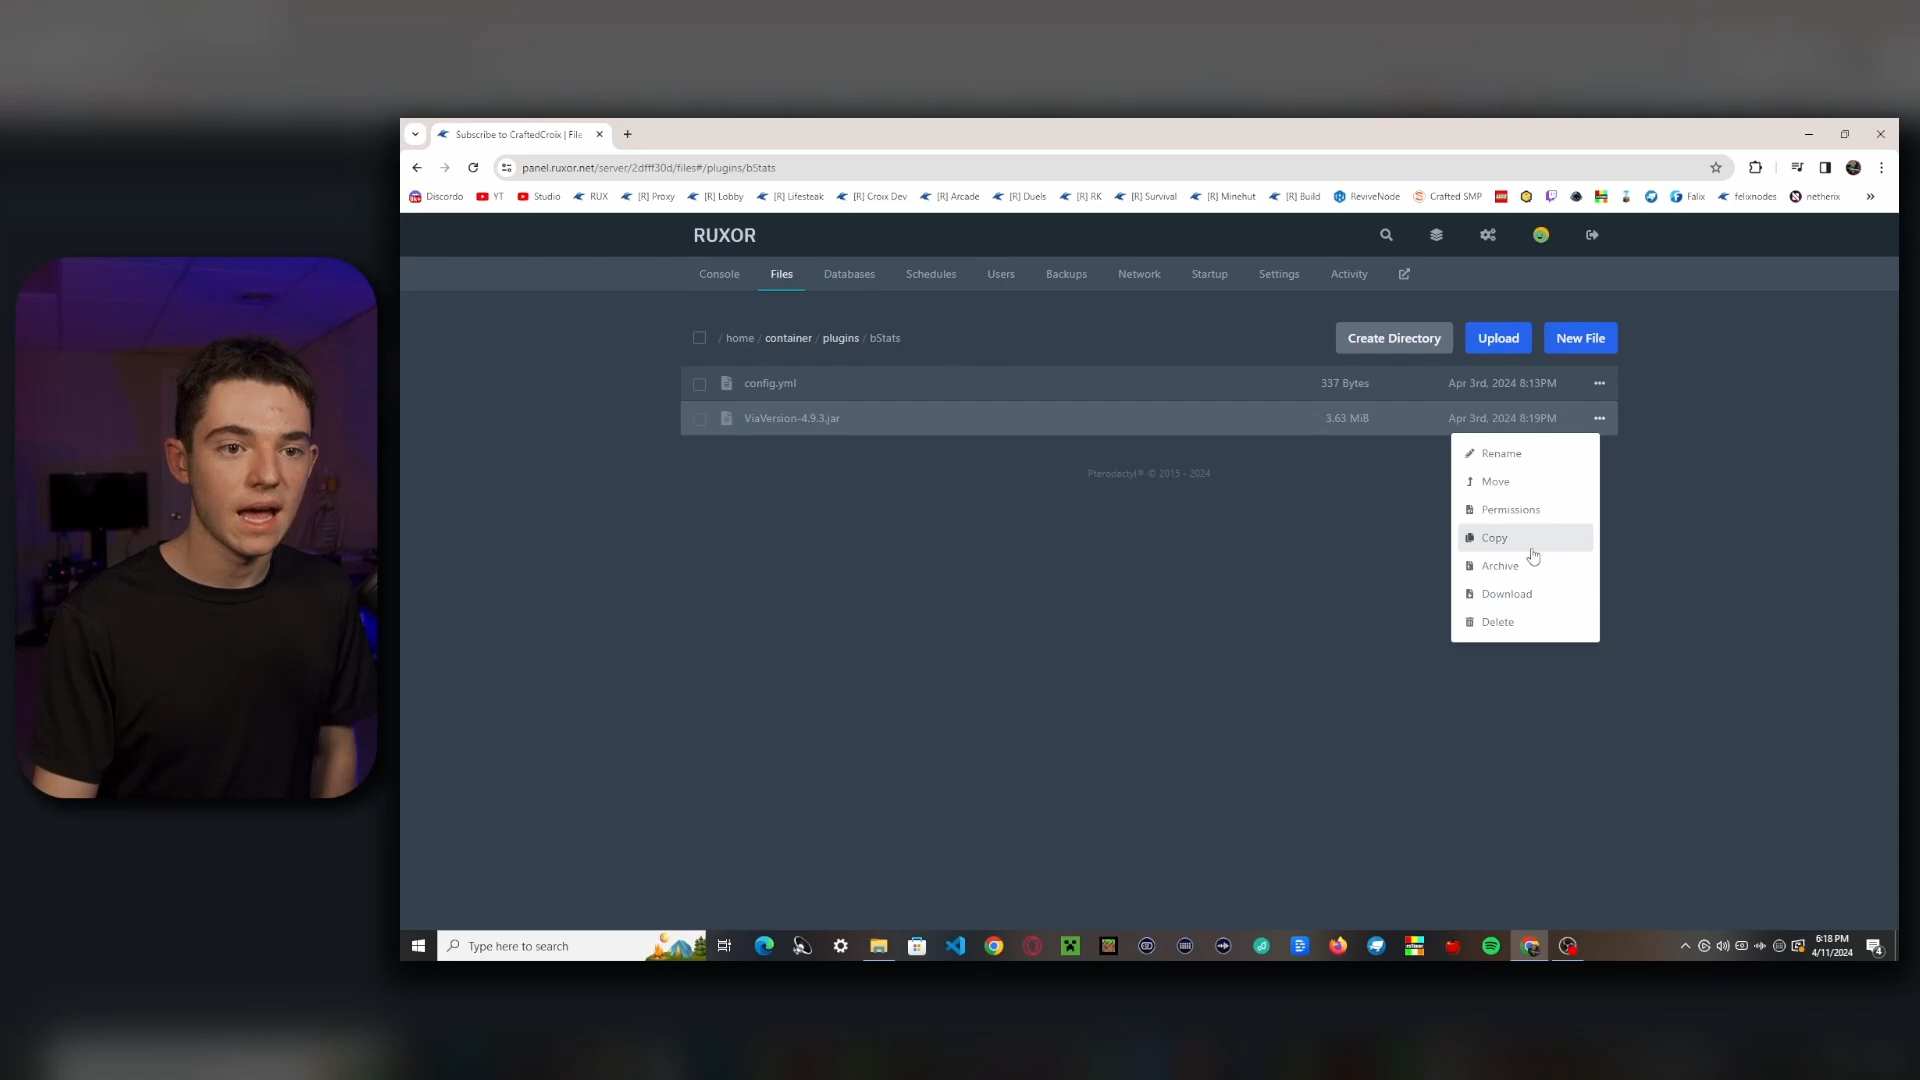 Subscribe to CraftedCroix | File
panel.ruxor.net/server/2dfff30d/files#/plugins/bStats
Discordo YT Studio RUX [R] Proxy [R] Lobby [R] Lifesteak [R] Croix Dev [R] Arcade [R] Duels [R] RK [R] Survival [R] Minehut [R] Build ReviveNode Crafted SMP Falix felixnodes netherix »
RUXOR
Console Files Databases Schedules Users Backups Network Startup Settings Activity
/ home / container / plugins / bStats
Create Directory Upload New File
config.yml 337 Bytes Apr 3rd, 2024 8:13PM
ViaVersion-4.9.3.jar 3.63 MiB Apr 3rd, 2024 8:19PM
Rename
Move
Permissions
Copy
Archive
Download
Delete
Pterodactyl® © 2015 - 2024
Type here to search
6:18 PM
4/11/2024
4